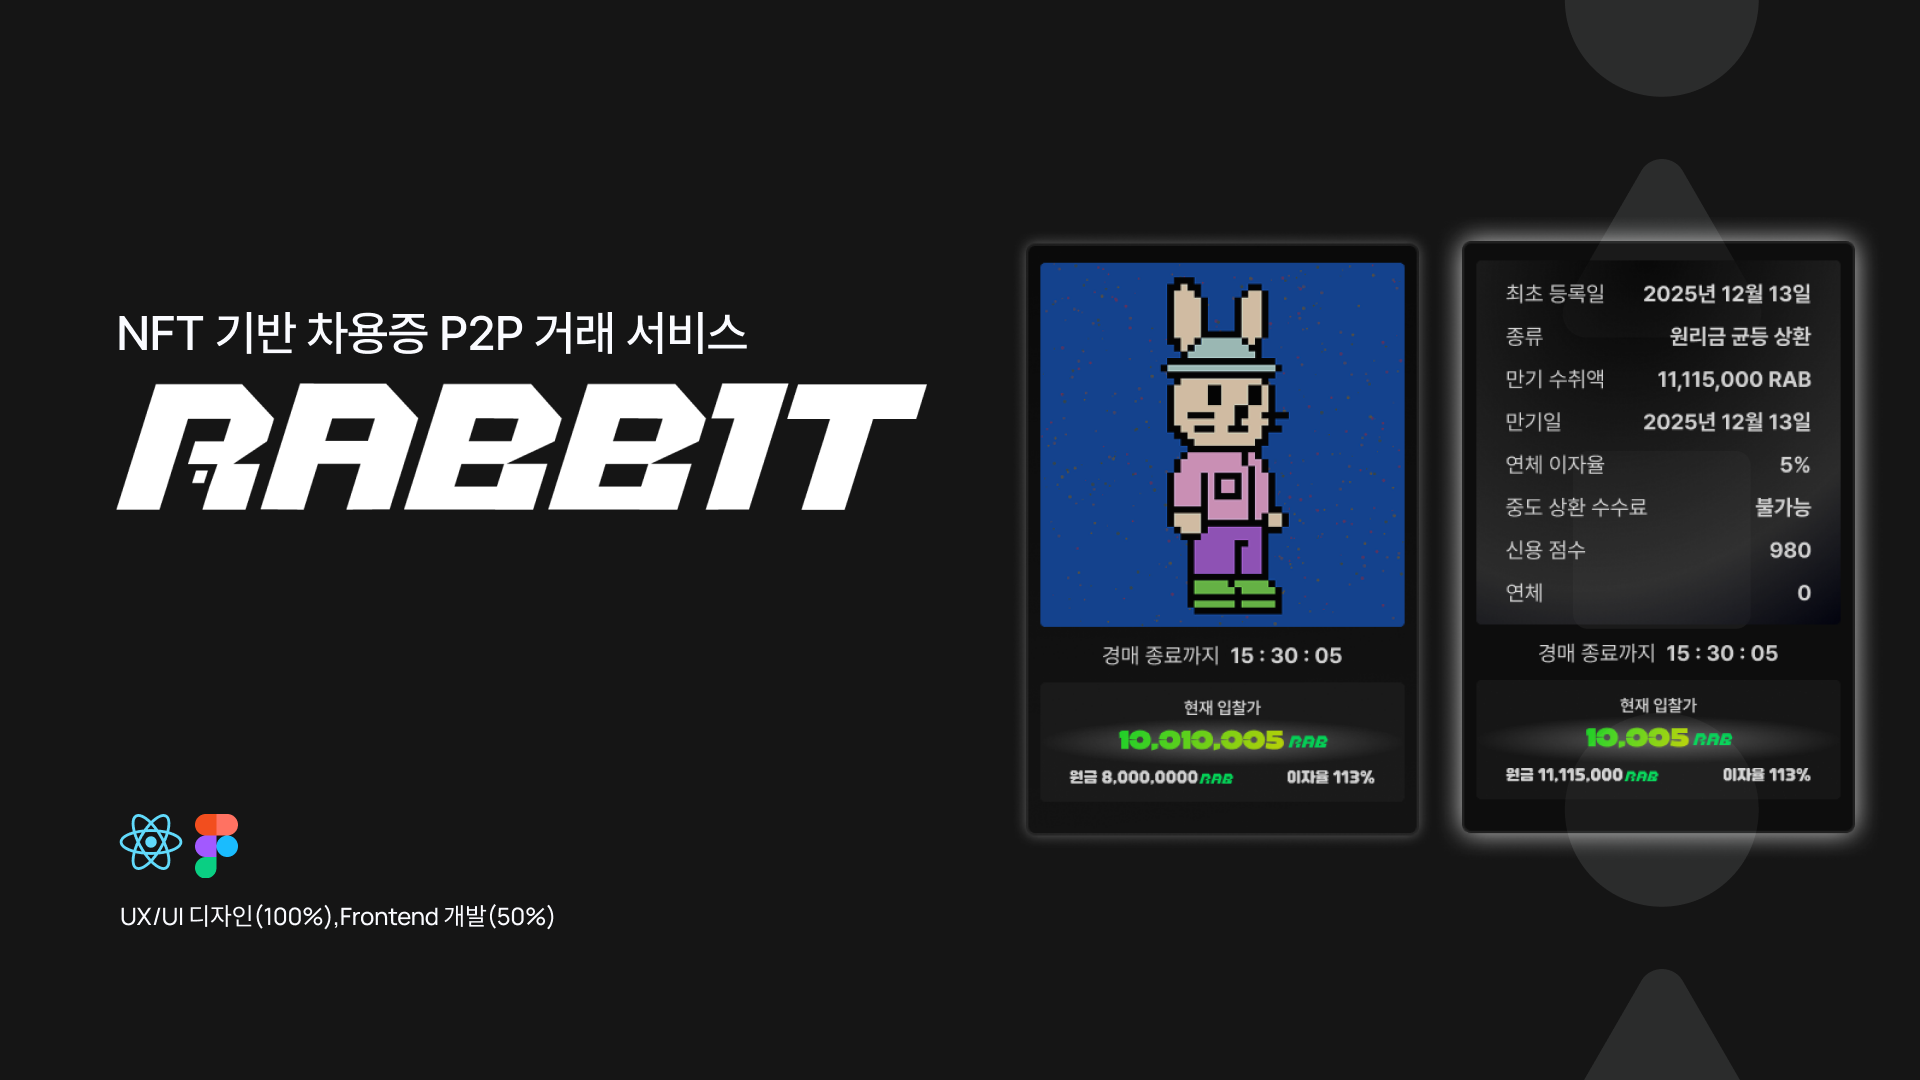 NFT 기반 차용증 P2P 거래 서비스
RABBIT
UX/UI 디자인(100%),Frontend 개발(50%)
경매 종료까지 15 : 30 : 05
현재 입찰가
10,010,005 RAB
원금 8,000,0000 RAB 이자율 113%
최초 등록일 2025년 12월 13일
종류 원리금 균등 상환
만기 수취액 11,115,000 RAB
만기일 2025년 12월 13일
연체 이자율 5%
중도 상환 수수료 불가능
신용 점수 980
연체 0
경매 종료까지 15 : 30 : 05
현재 입찰가
10,005 RAB
원금 11,115,000 RAB 이자율 113%